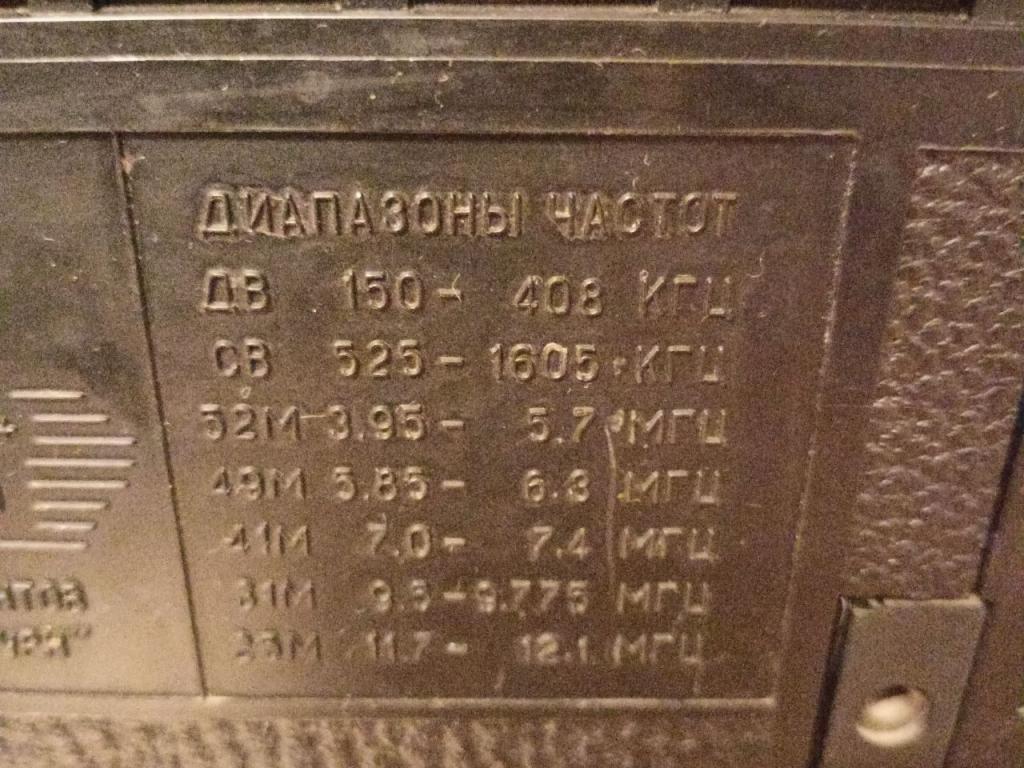 ДИАПАЗОНЫ ЧАСТОТ
ДВ 150 - 408 КГЦ
СВ 525 - 1605 КГЦ
52М 3.95 - 5.7 МГЦ
49М 5.85 - 6.3 МГЦ
41М 7.0 - 7.4 МГЦ
31М 9.5 - 9.775 МГЦ
25М 11.7 - 12.1 МГЦ